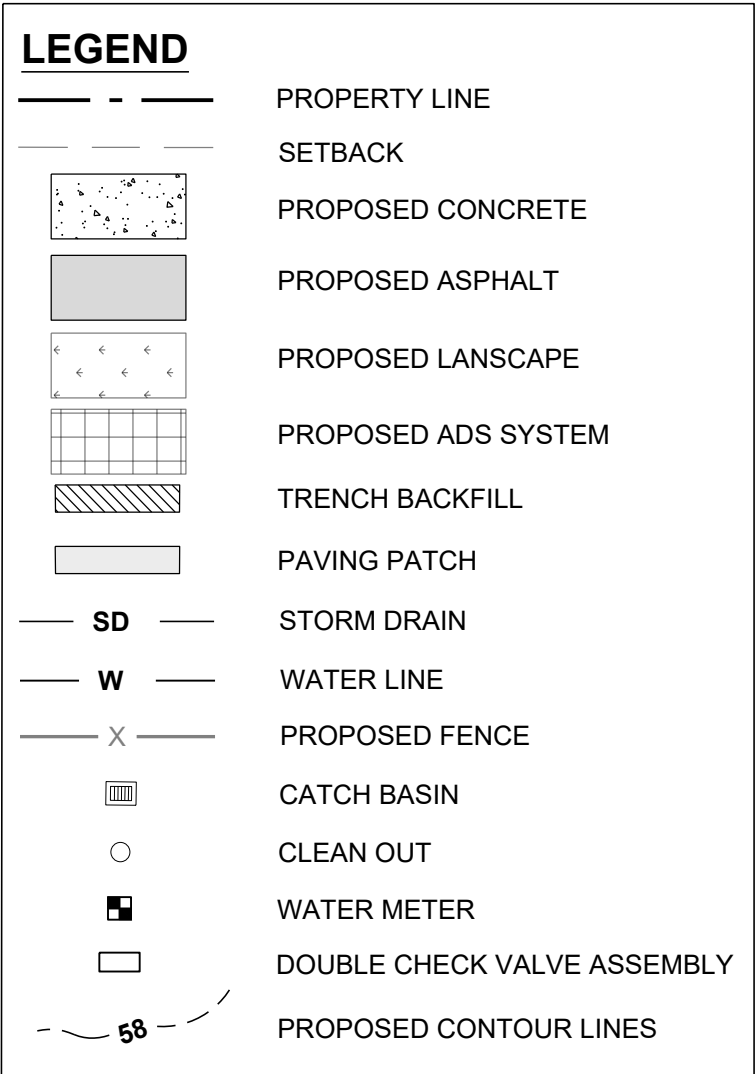 LEGEND
PROPERTY LINE
SETBACK
PROPOSED CONCRETE
PROPOSED ASPHALT
PROPOSED LANSCAPE
PROPOSED ADS SYSTEM
TRENCH BACKFILL
PAVING PATCH
SD STORM DRAIN
W WATER LINE
X PROPOSED FENCE
CATCH BASIN
CLEAN OUT
WATER METER
DOUBLE CHECK VALVE ASSEMBLY
58 PROPOSED CONTOUR LINES